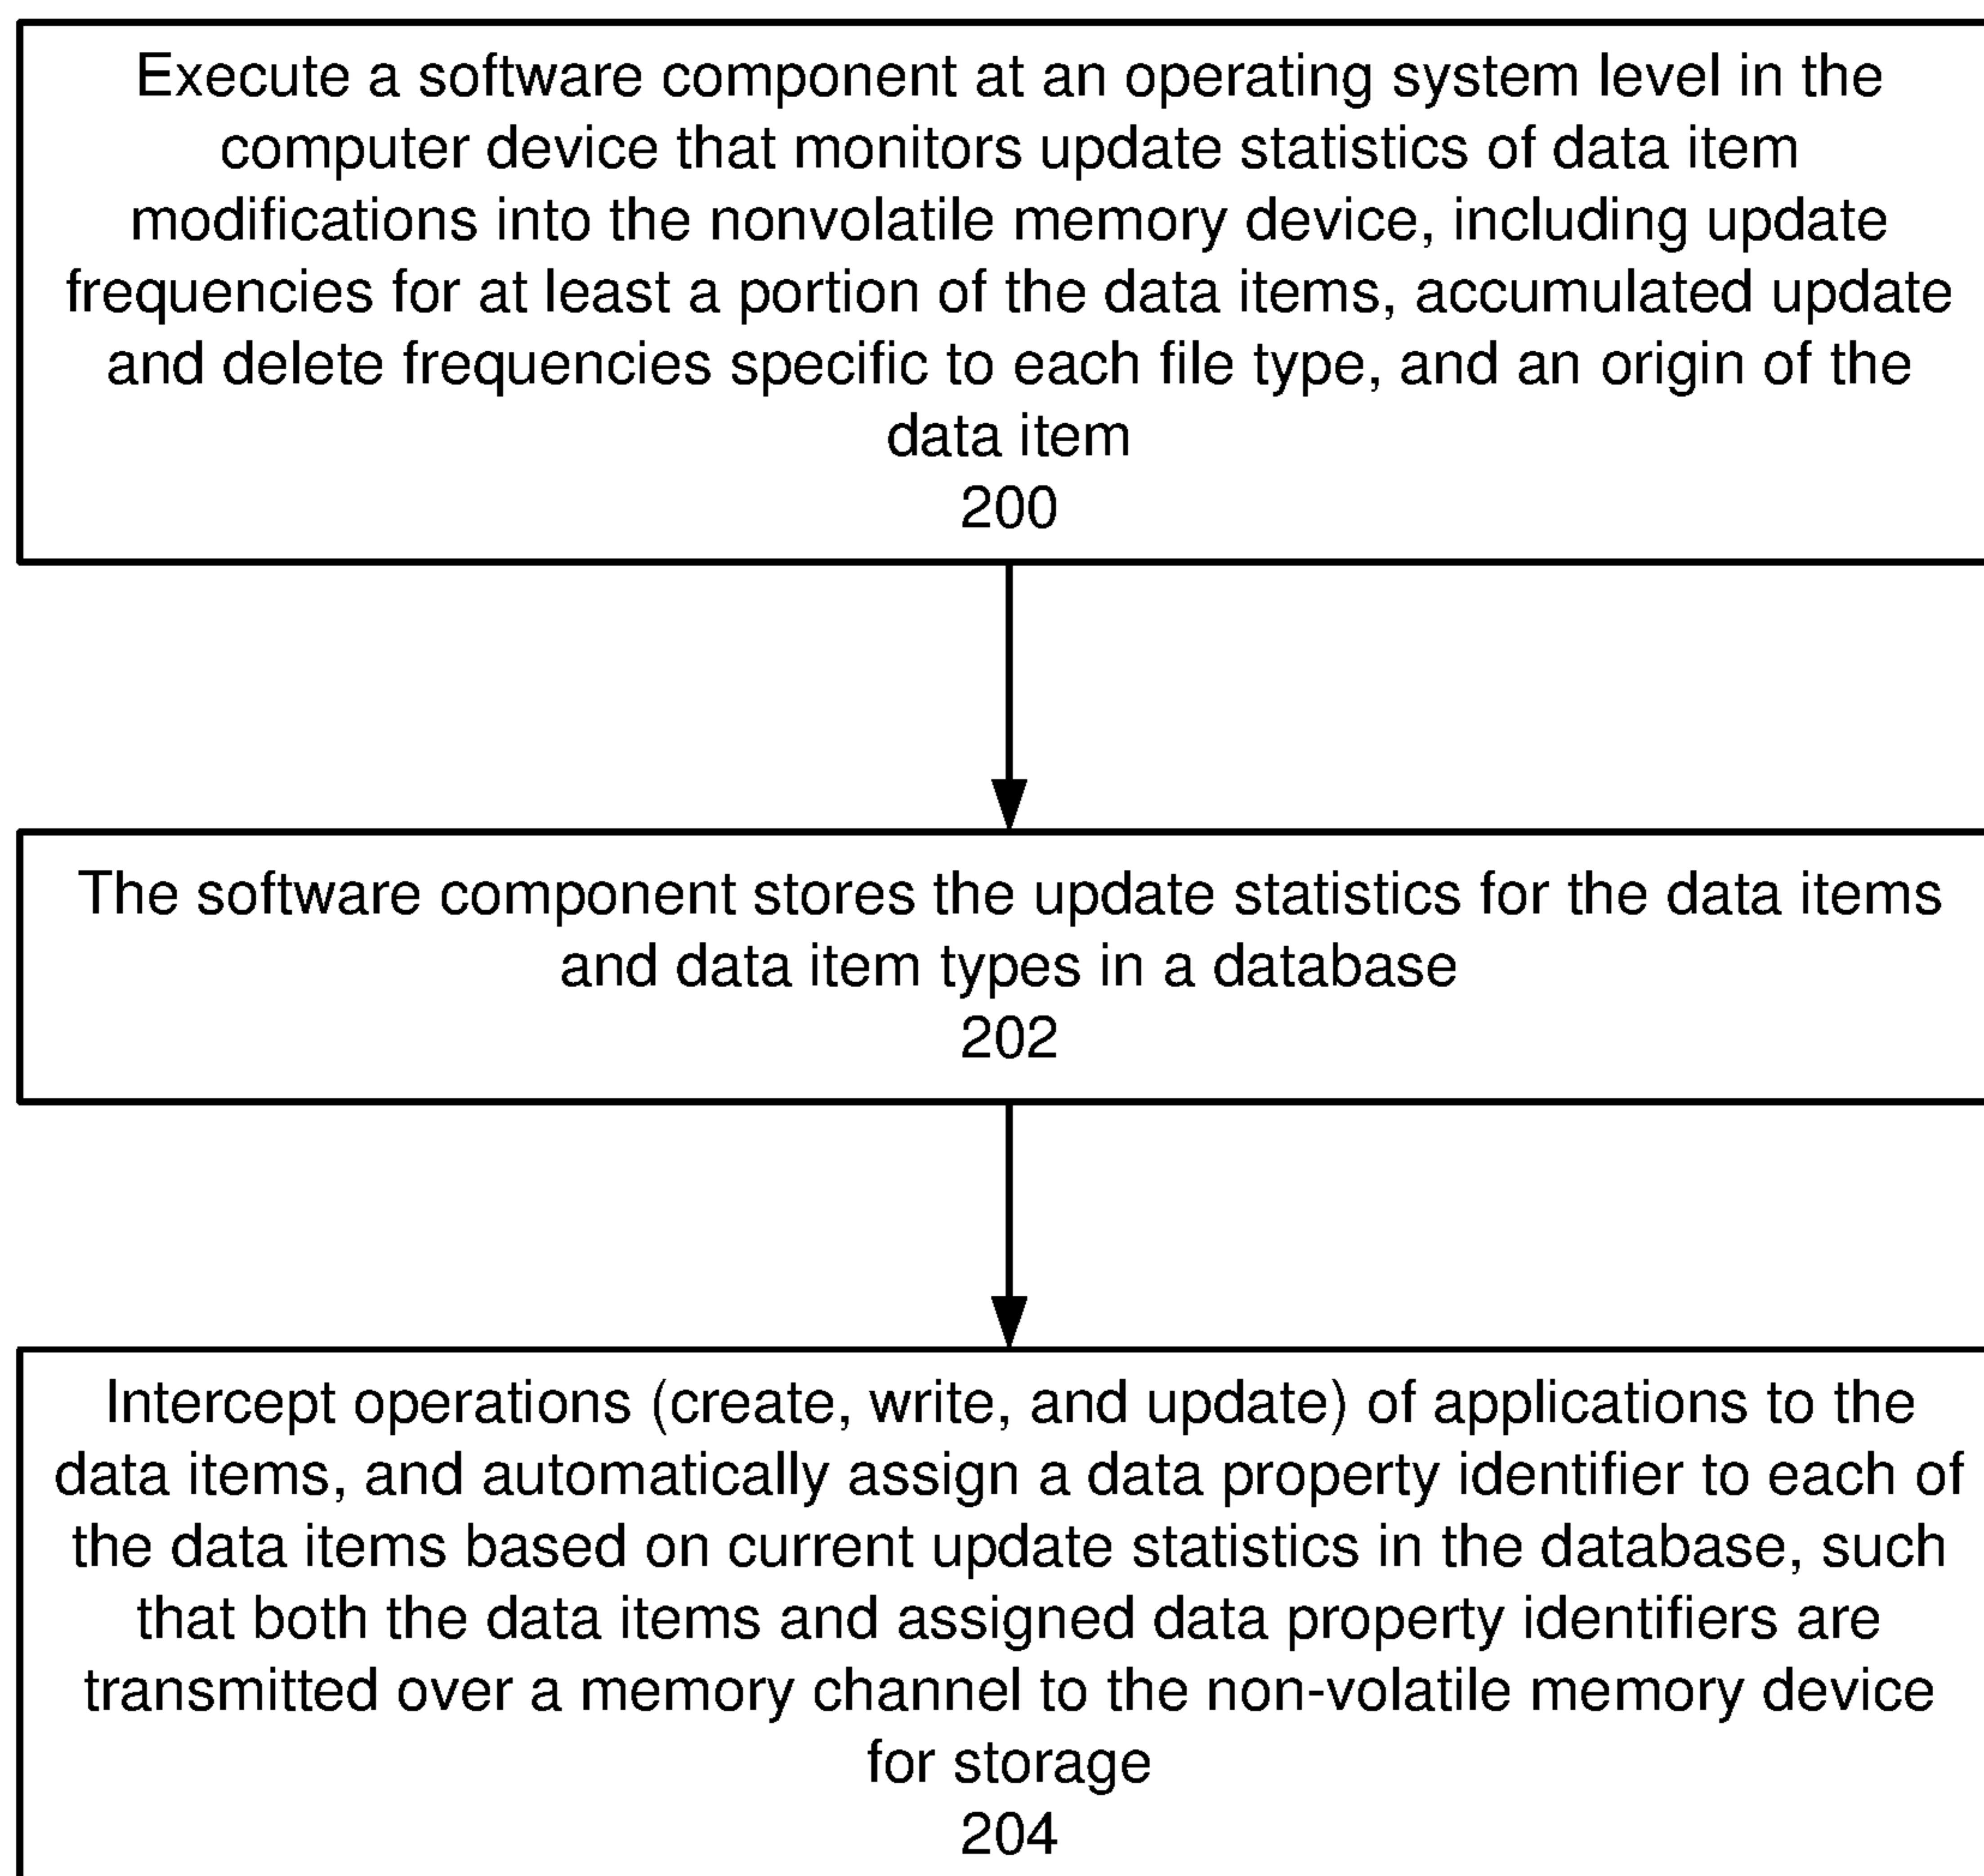 Execute a software component at an operating system level in the
computer device that monitors update statistics of data item
modifications into the nonvolatile memory device, including update
frequencies for at least a portion of the data items, accumulated update
and delete frequencies specific to each file type, and an origin of the
data item
200
The software component stores the update statistics for the data items
and data item types in a database
202
Intercept operations (create, write, and update) of applications to the
data items, and automatically assign a data property identifier to each of
the data items based on current update statistics in the database, such
that both the data items and assigned data property identifiers are
transmitted over a memory channel to the non-volatile memory device
for storage
204